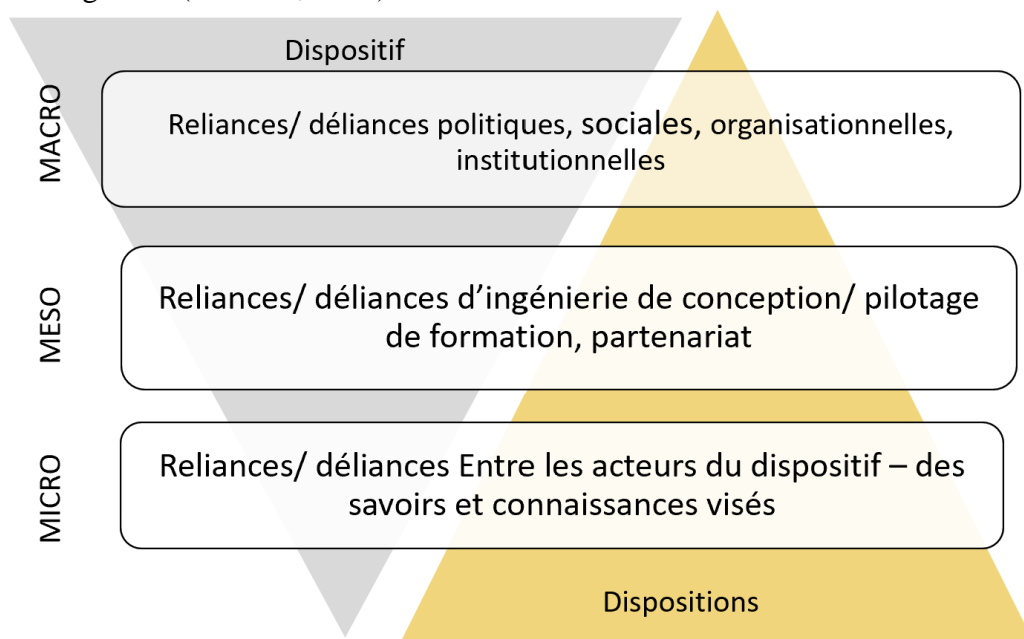 Dispositif
MACRO
Reliances/ déliances politiques, sociales, organisationnelles,
institutionnelles
MESO
Reliances/ déliances d’ingénierie de conception/ pilotage
de formation, partenariat
MICRO
Reliances/ déliances Entre les acteurs du dispositif – des
savoirs et connaissances visés
Dispositions